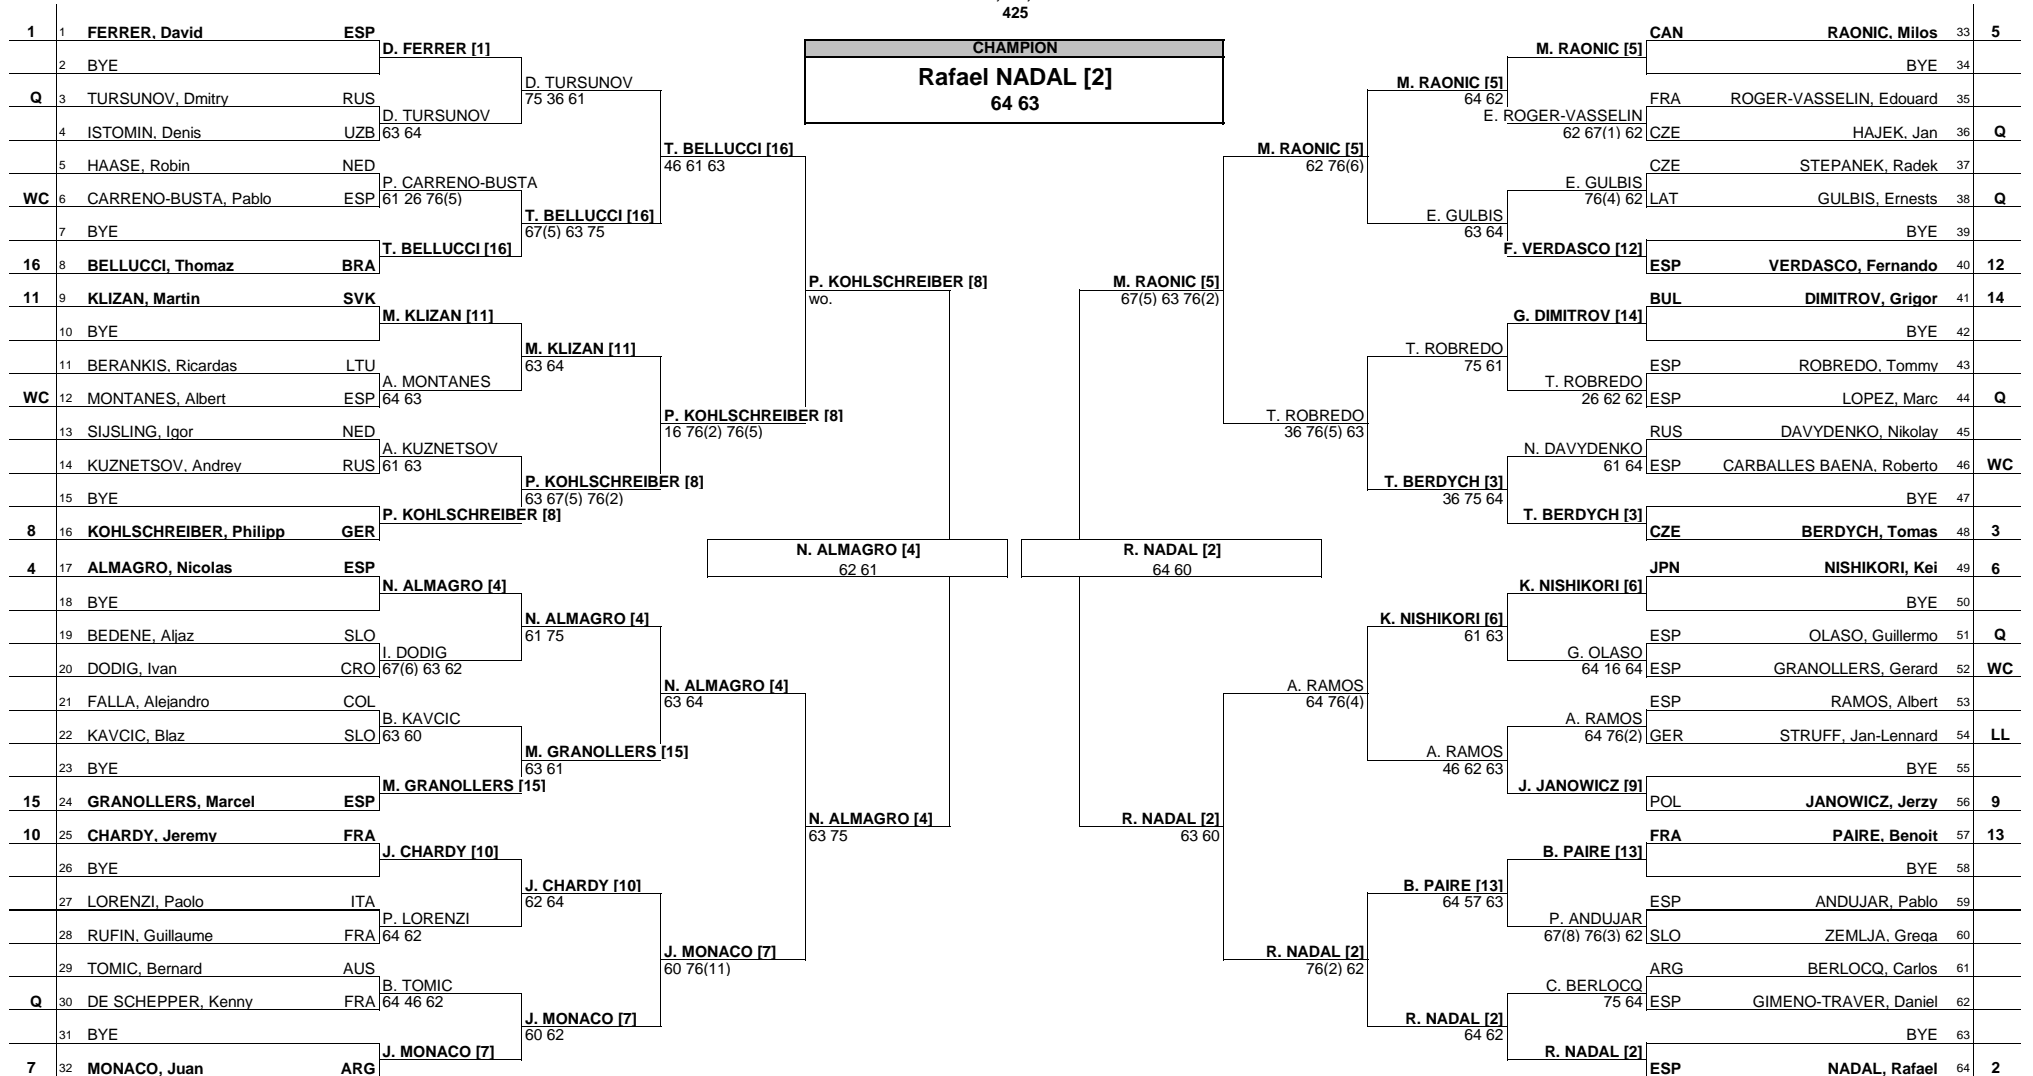 425
CHAMPION
Rafael NADAL [2]
64 63
1 1 FERRER, David ESP
2 BYE
Q 3 TURSUNOV, Dmitry RUS
4 ISTOMIN, Denis UZB
5 HAASE, Robin NED
WC 6 CARRENO-BUSTA, Pablo ESP
7 BYE
16 8 BELLUCCI, Thomaz BRA
11 9 KLIZAN, Martin SVK
10 BYE
11 BERANKIS, Ricardas LTU
WC 12 MONTANES, Albert ESP
13 SIJSLING, Igor NED
14 KUZNETSOV, Andrey RUS
15 BYE
8 16 KOHLSCHREIBER, Philipp GER
4 17 ALMAGRO, Nicolas ESP
18 BYE
19 BEDENE, Aljaz SLO
20 DODIG, Ivan CRO
21 FALLA, Alejandro COL
22 KAVCIC, Blaz SLO
23 BYE
15 24 GRANOLLERS, Marcel ESP
10 25 CHARDY, Jeremy FRA
26 BYE
27 LORENZI, Paolo ITA
28 RUFIN, Guillaume FRA
29 TOMIC, Bernard AUS
Q 30 DE SCHEPPER, Kenny FRA
31 BYE
7 32 MONACO, Juan ARG
D. FERRER [1]
D. TURSUNOV
63 64
P. CARRENO-BUSTA
61 26 76(5)
T. BELLUCCI [16]
M. KLIZAN [11]
A. MONTANES
64 63
A. KUZNETSOV
61 63
P. KOHLSCHREIBER [8]
N. ALMAGRO [4]
I. DODIG
67(6) 63 62
B. KAVCIC
63 60
M. GRANOLLERS [15]
J. CHARDY [10]
P. LORENZI
64 62
B. TOMIC
64 46 62
J. MONACO [7]
D. TURSUNOV
75 36 61
T. BELLUCCI [16]
67(5) 63 75
M. KLIZAN [11]
63 64
P. KOHLSCHREIBER [8]
63 67(5) 76(2)
N. ALMAGRO [4]
61 75
M. GRANOLLERS [15]
63 61
J. CHARDY [10]
62 64
J. MONACO [7]
60 62
T. BELLUCCI [16]
46 61 63
P. KOHLSCHREIBER [8]
16 76(2) 76(5)
N. ALMAGRO [4]
63 64
J. MONACO [7]
60 76(11)
P. KOHLSCHREIBER [8]
wo.
N. ALMAGRO [4]
63 75
N. ALMAGRO [4]
62 61
R. NADAL [2]
64 60
M. RAONIC [5]
67(5) 63 76(2)
R. NADAL [2]
63 60
M. RAONIC [5]
62 76(6)
T. ROBREDO
36 76(5) 63
A. RAMOS
64 76(4)
R. NADAL [2]
76(2) 62
M. RAONIC [5]
64 62
E. GULBIS
63 64
T. ROBREDO
75 61
T. BERDYCH [3]
36 75 64
K. NISHIKORI [6]
61 63
A. RAMOS
46 62 63
B. PAIRE [13]
64 57 63
R. NADAL [2]
64 62
M. RAONIC [5]
E. ROGER-VASSELIN
62 67(1) 62
E. GULBIS
76(4) 62
F. VERDASCO [12]
G. DIMITROV [14]
T. ROBREDO
26 62 62
N. DAVYDENKO
61 64
T. BERDYCH [3]
K. NISHIKORI [6]
G. OLASO
64 16 64
A. RAMOS
64 76(2)
J. JANOWICZ [9]
B. PAIRE [13]
P. ANDUJAR
67(8) 76(3) 62
C. BERLOCQ
75 64
R. NADAL [2]
CAN RAONIC, Milos 33 5
BYE 34
FRA ROGER-VASSELIN, Edouard 35
CZE HAJEK, Jan 36 Q
CZE STEPANEK, Radek 37
LAT GULBIS, Ernests 38 Q
BYE 39
ESP VERDASCO, Fernando 40 12
BUL DIMITROV, Grigor 41 14
BYE 42
ESP ROBREDO, Tommy 43
ESP LOPEZ, Marc 44 Q
RUS DAVYDENKO, Nikolay 45
ESP CARBALLES BAENA, Roberto 46 WC
BYE 47
CZE BERDYCH, Tomas 48 3
JPN NISHIKORI, Kei 49 6
BYE 50
ESP OLASO, Guillermo 51 Q
ESP GRANOLLERS, Gerard 52 WC
ESP RAMOS, Albert 53
GER STRUFF, Jan-Lennard 54 LL
BYE 55
POL JANOWICZ, Jerzy 56 9
FRA PAIRE, Benoit 57 13
BYE 58
ESP ANDUJAR, Pablo 59
SLO ZEMLJA, Grega 60
ARG BERLOCQ, Carlos 61
ESP GIMENO-TRAVER, Daniel 62
BYE 63
ESP NADAL, Rafael 64 2